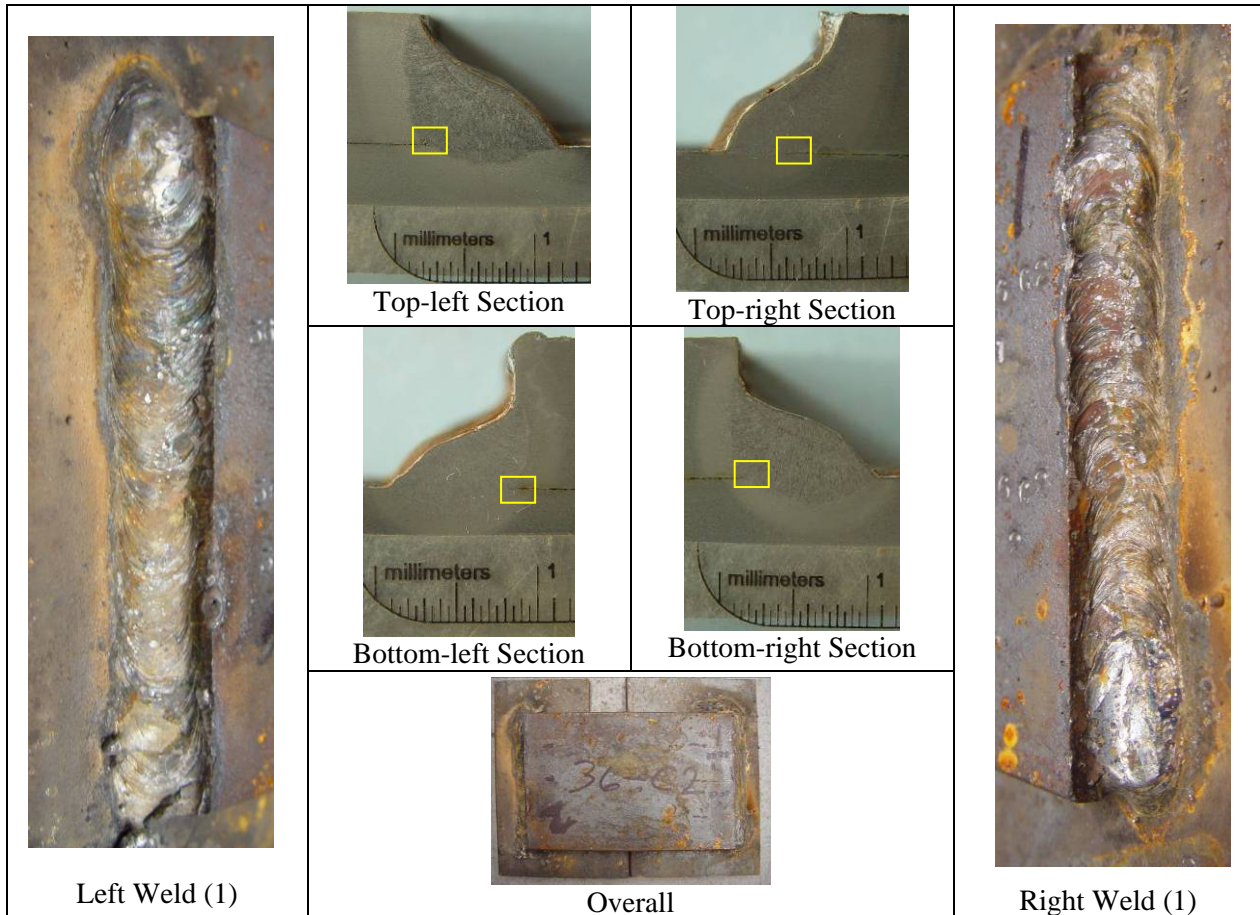 millimeters 1
Top-left Section
millimeters 1
Top-right Section
millimeters 1
Bottom-left Section
millimeters 1
Bottom-right Section
36-C2
Overall
Left Weld (1)
Right Weld (1)